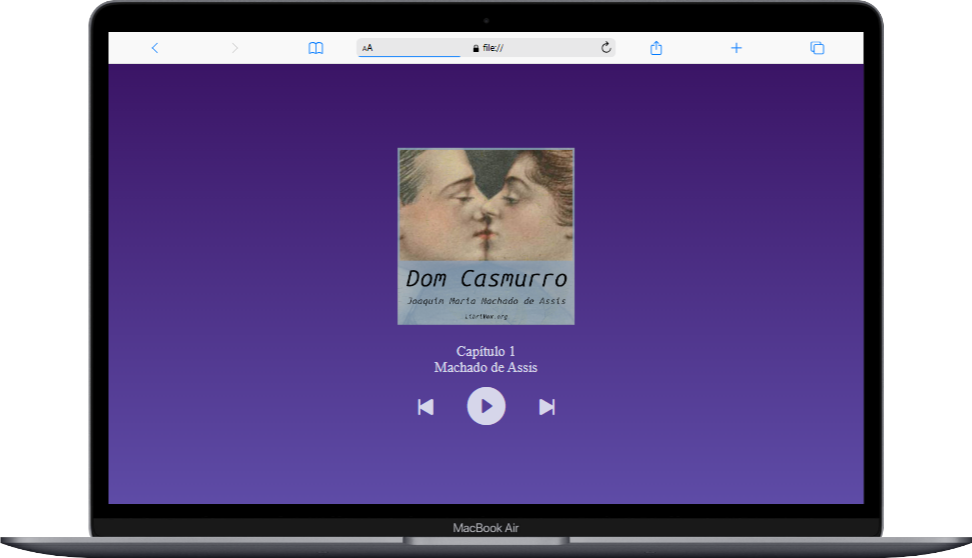 AA
file://
Dom Casmurro
Joaquim Maria Machado de Assis
LibriVox.org
Capítulo 1
Machado de Assis
MacBook Air